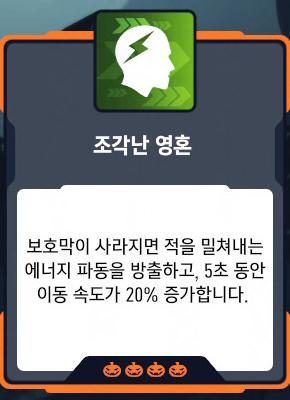 조각난 영혼
보호막이 사라지면 적을 밀쳐내는
에너지 파동을 방출하고, 5초 동안
이동 속도가 20% 증가합니다.